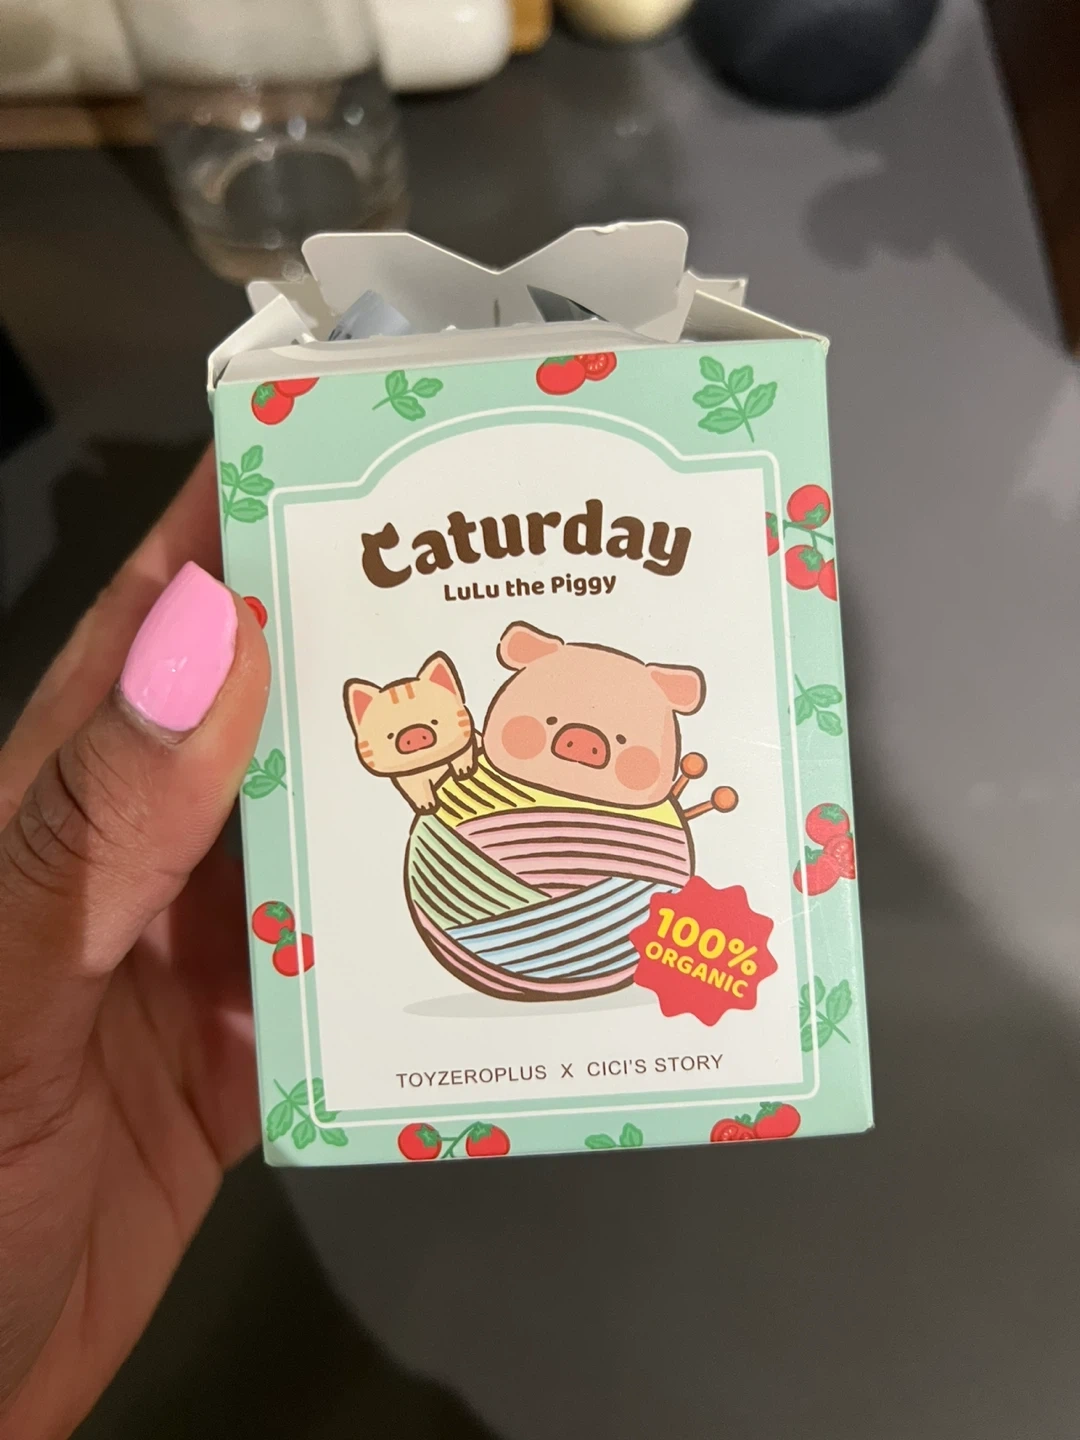 Caturday
LuLu the Piggy
100%
ORGANIC
TOYZEROPLUS X CICI'S STORY